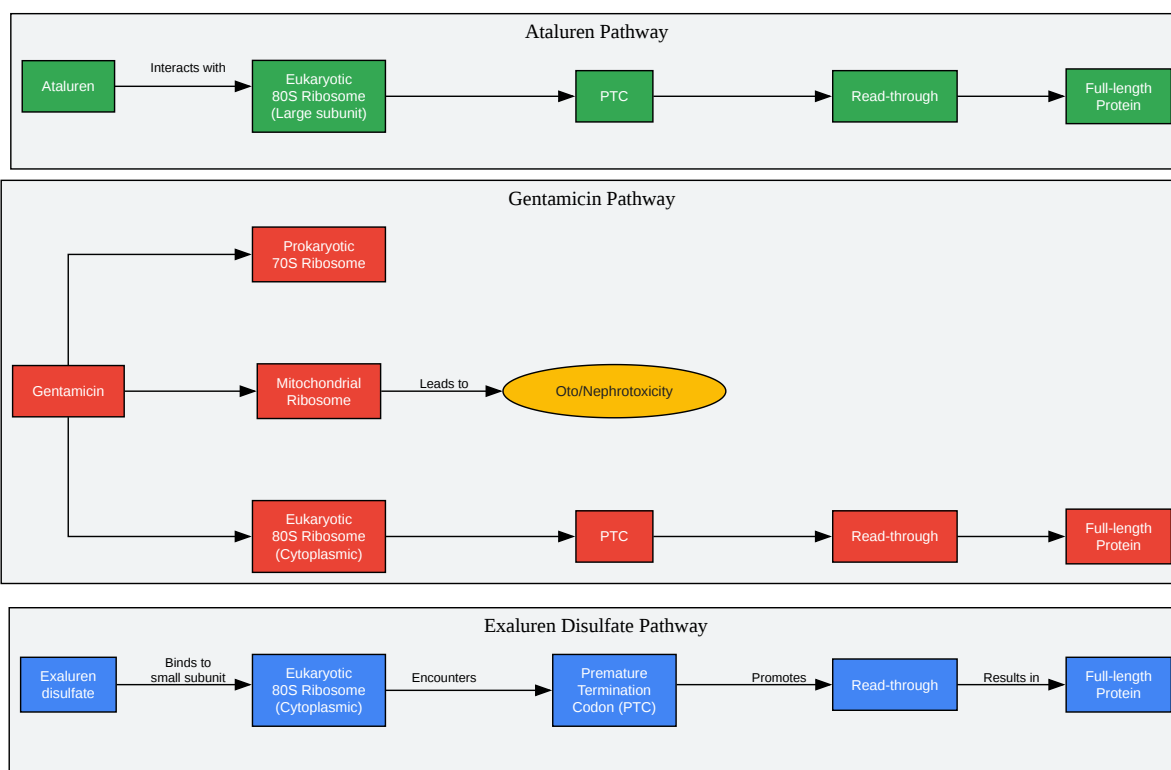 Ataluren Pathway
Ataluren
Interacts with
Eukaryotic
80S Ribosome
(Large subunit)
PTC
Read-through
Full-length
Protein
Gentamicin Pathway
Prokaryotic
70S Ribosome
Gentamicin
Mitochondrial
Ribosome
Leads to
Oto/Nephrotoxicity
Eukaryotic
80S Ribosome
(Cytoplasmic)
PTC
Read-through
Full-length
Protein
Exaluren Disulfate Pathway
Exaluren
disulfate
Binds to
small subunit
Eukaryotic
80S Ribosome
(Cytoplasmic)
Encounters
Premature
Termination
Codon (PTC)
Promotes
Read-through
Results in
Full-length
Protein